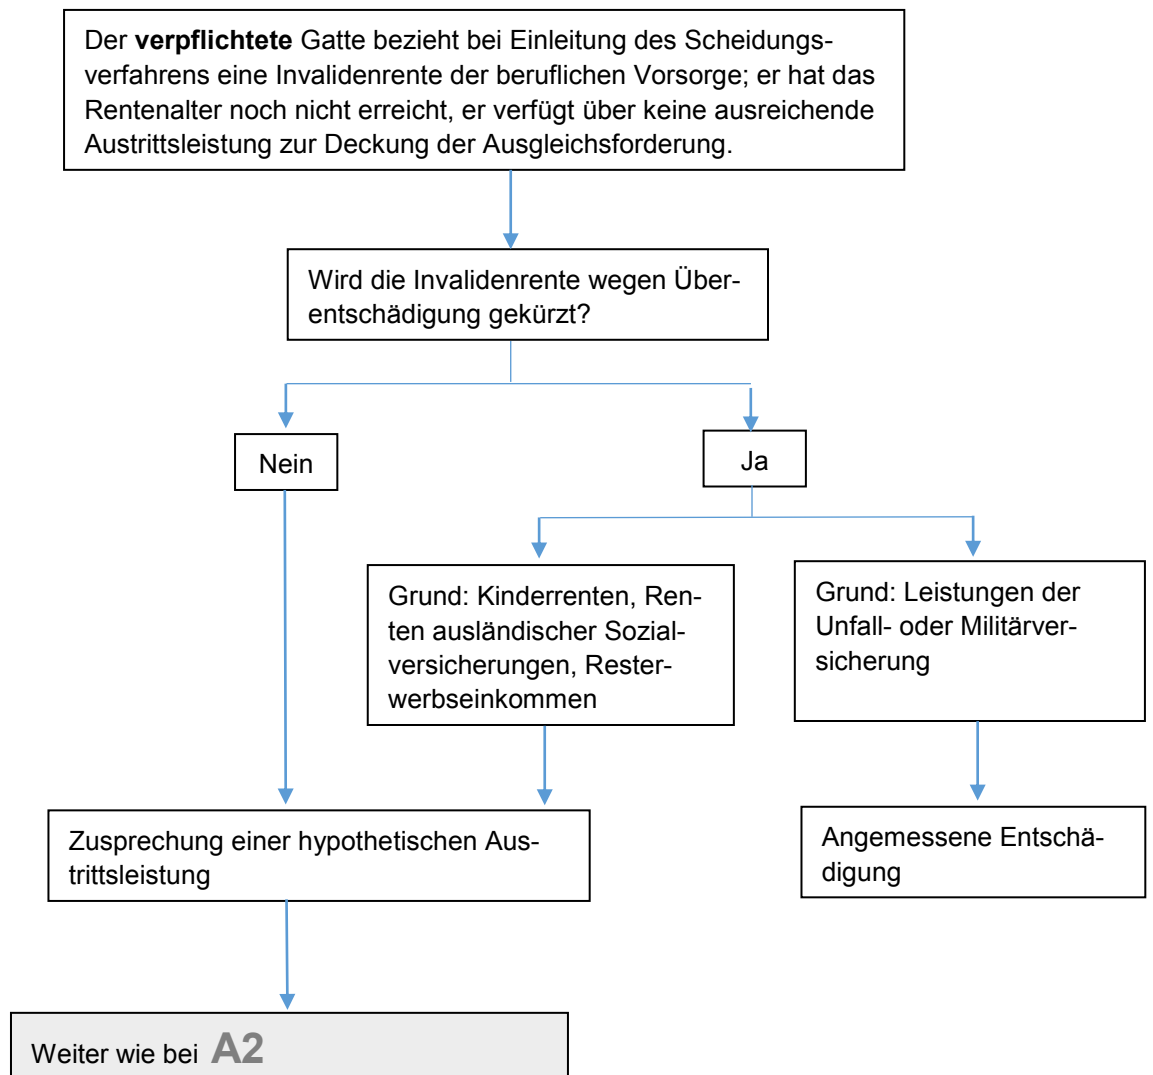 Der verpflichtete Gatte bezieht bei Einleitung des Scheidungs-
verfahrens eine Invalidenrente der beruflichen Vorsorge; er hat das
Rentenalter noch nicht erreicht, er verfügt über keine ausreichende
Austrittsleistung zur Deckung der Ausgleichsforderung.
Wird die Invalidenrente wegen Über-
entschädigung gekürzt?
Nein
Ja
Grund: Kinderrenten, Ren-
ten ausländischer Sozial-
versicherungen, Rester-
werbseinkommen
Grund: Leistungen der
Unfall- oder Militärver-
sicherung
Zusprechung einer hypothetischen Aus-
trittsleistung
Angemessene Entschä-
digung
Weiter wie bei A2